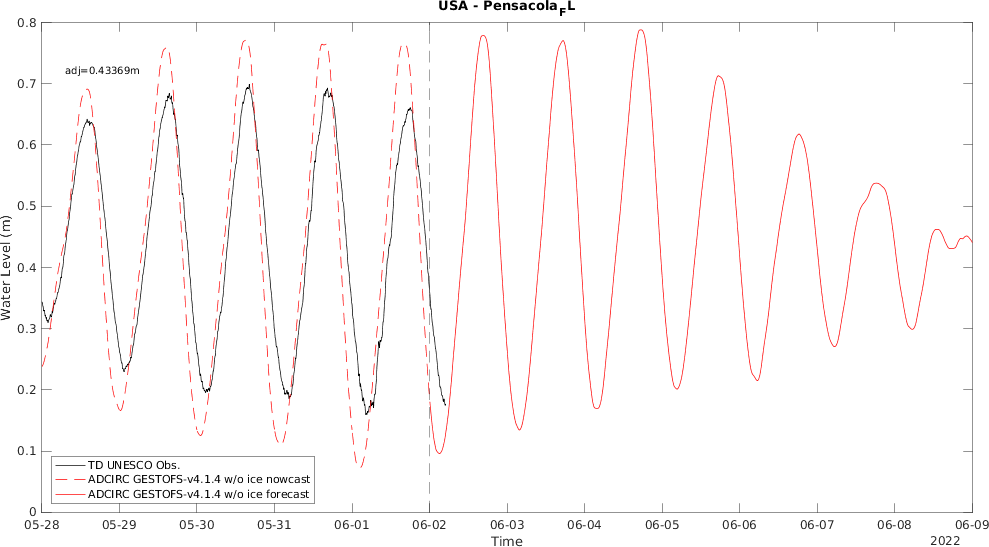 USA - Pensacola_FL
adj=0.43369m
Water Level (m)
0.8
0.7
0.6
0.5
0.4
0.3
0.2
0.1
0
TD UNESCO Obs.
ADCIRC GESTOFS-v4.1.4 w/o ice nowcast
ADCIRC GESTOFS-v4.1.4 w/o ice forecast
05-28 05-29 05-30 05-31 06-01 06-02 06-03 06-04 06-05 06-06 06-07 06-08 06-09
Time
2022